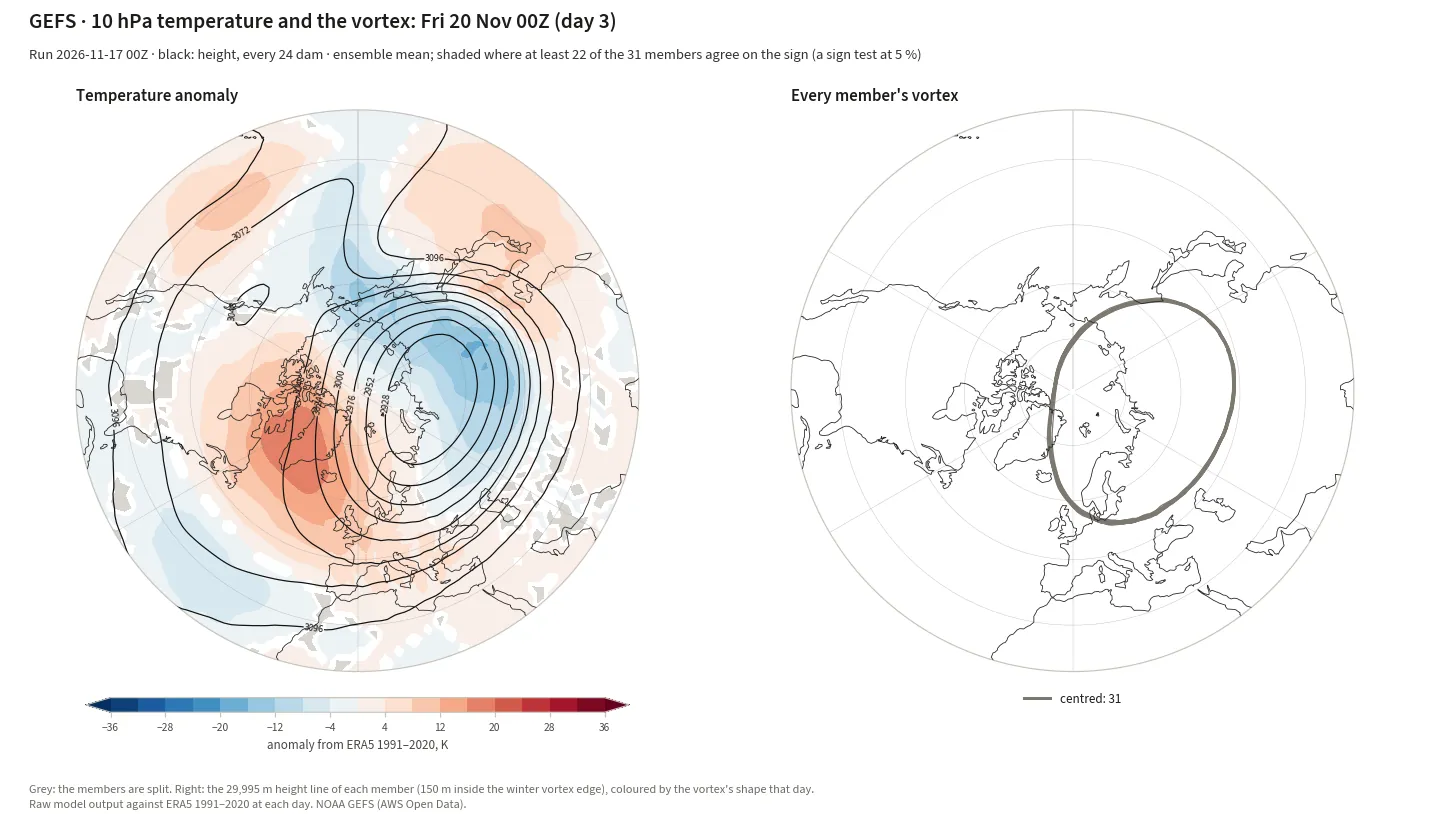 GEFS · 10 hPa temperature and the vortex: Fri 20 Nov 00Z (day 3)
Run 2026-11-17 00Z · black: height, every 24 dam · ensemble mean; shaded where at least 22 of the 31 members agree on the sign (a sign test at 5 %)
Temperature anomaly
Every member's vortex
3072
3096
3000
2952
2976
2928
3096
3096
−36 −28 −20 −12 −4 4 12 20 28 36
anomaly from ERA5 1991–2020, K
centred: 31
Grey: the members are split. Right: the 29,995 m height line of each member (150 m inside the winter vortex edge), coloured by the vortex's shape that day.
Raw model output against ERA5 1991–2020 at each day. NOAA GEFS (AWS Open Data).